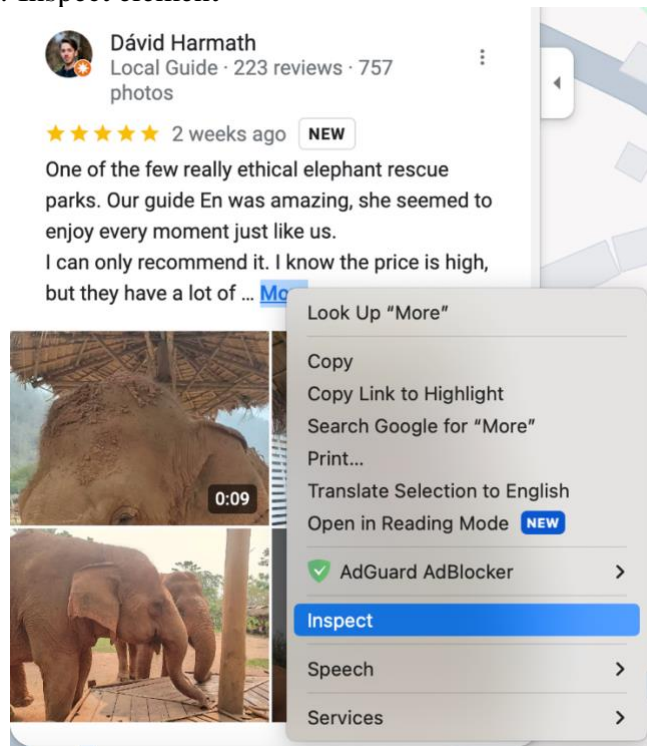 Dávid Harmath
Local Guide · 223 reviews · 757
photos
2 weeks ago NEW
One of the few really ethical elephant rescue
parks. Our guide En was amazing, she seemed to
enjoy every moment just like us.
I can only recommend it. I know the price is high,
but they have a lot of ...
Look Up “More”
Copy
Copy Link to Highlight
Search Google for “More”
Print...
Translate Selection to English
Open in Reading Mode NEW
AdGuard AdBlocker
Inspect
Speech
Services
0:09